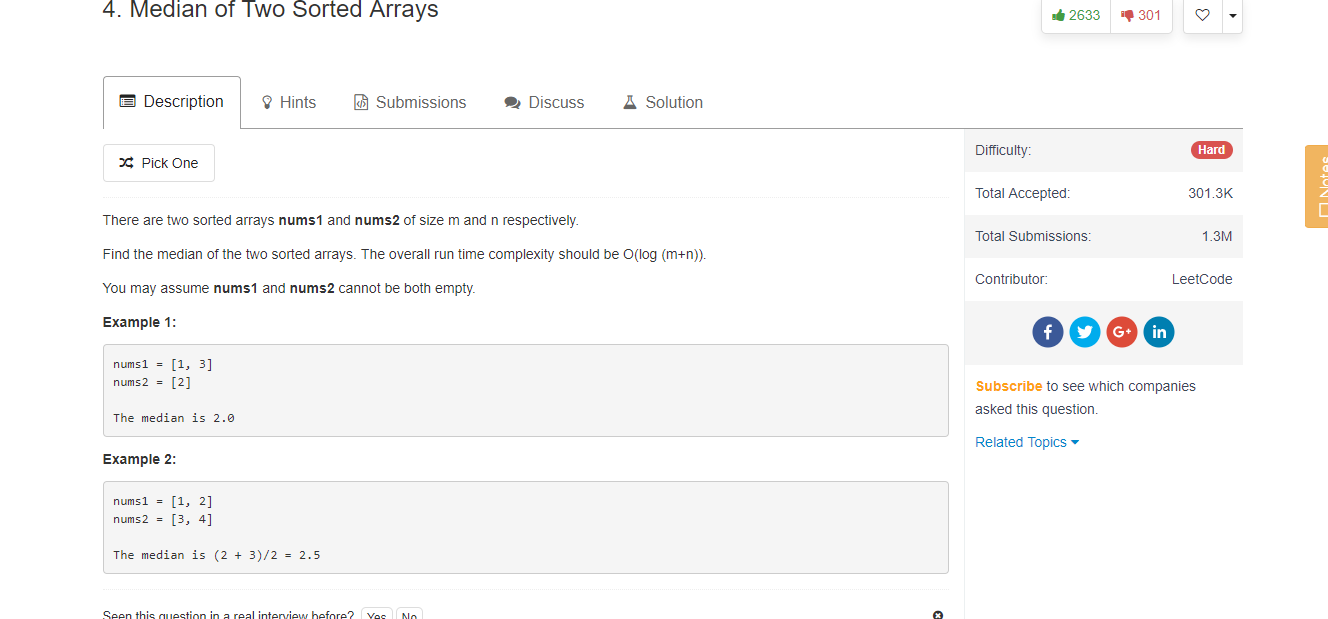 4. Median of Two Sorted Arrays
2633
301
Description
Hints
Submissions
Discuss
Solution
Pick One
There are two sorted arrays nums1 and nums2 of size m and n respectively.
Find the median of the two sorted arrays. The overall run time complexity should be O(log (m+n)).
You may assume nums1 and nums2 cannot be both empty.
Example 1:
nums1 = [1, 3]
nums2 = [2]
The median is 2.0
Example 2:
nums1 = [1, 2]
nums2 = [3, 4]
The median is (2 + 3)/2 = 2.5
Seen this question in a real interview before? Yes No
Difficulty: Hard
Total Accepted: 301.3K
Total Submissions: 1.3M
Contributor: LeetCode
f
G+
in
Subscribe to see which companies
asked this question.
Related Topics
Notes